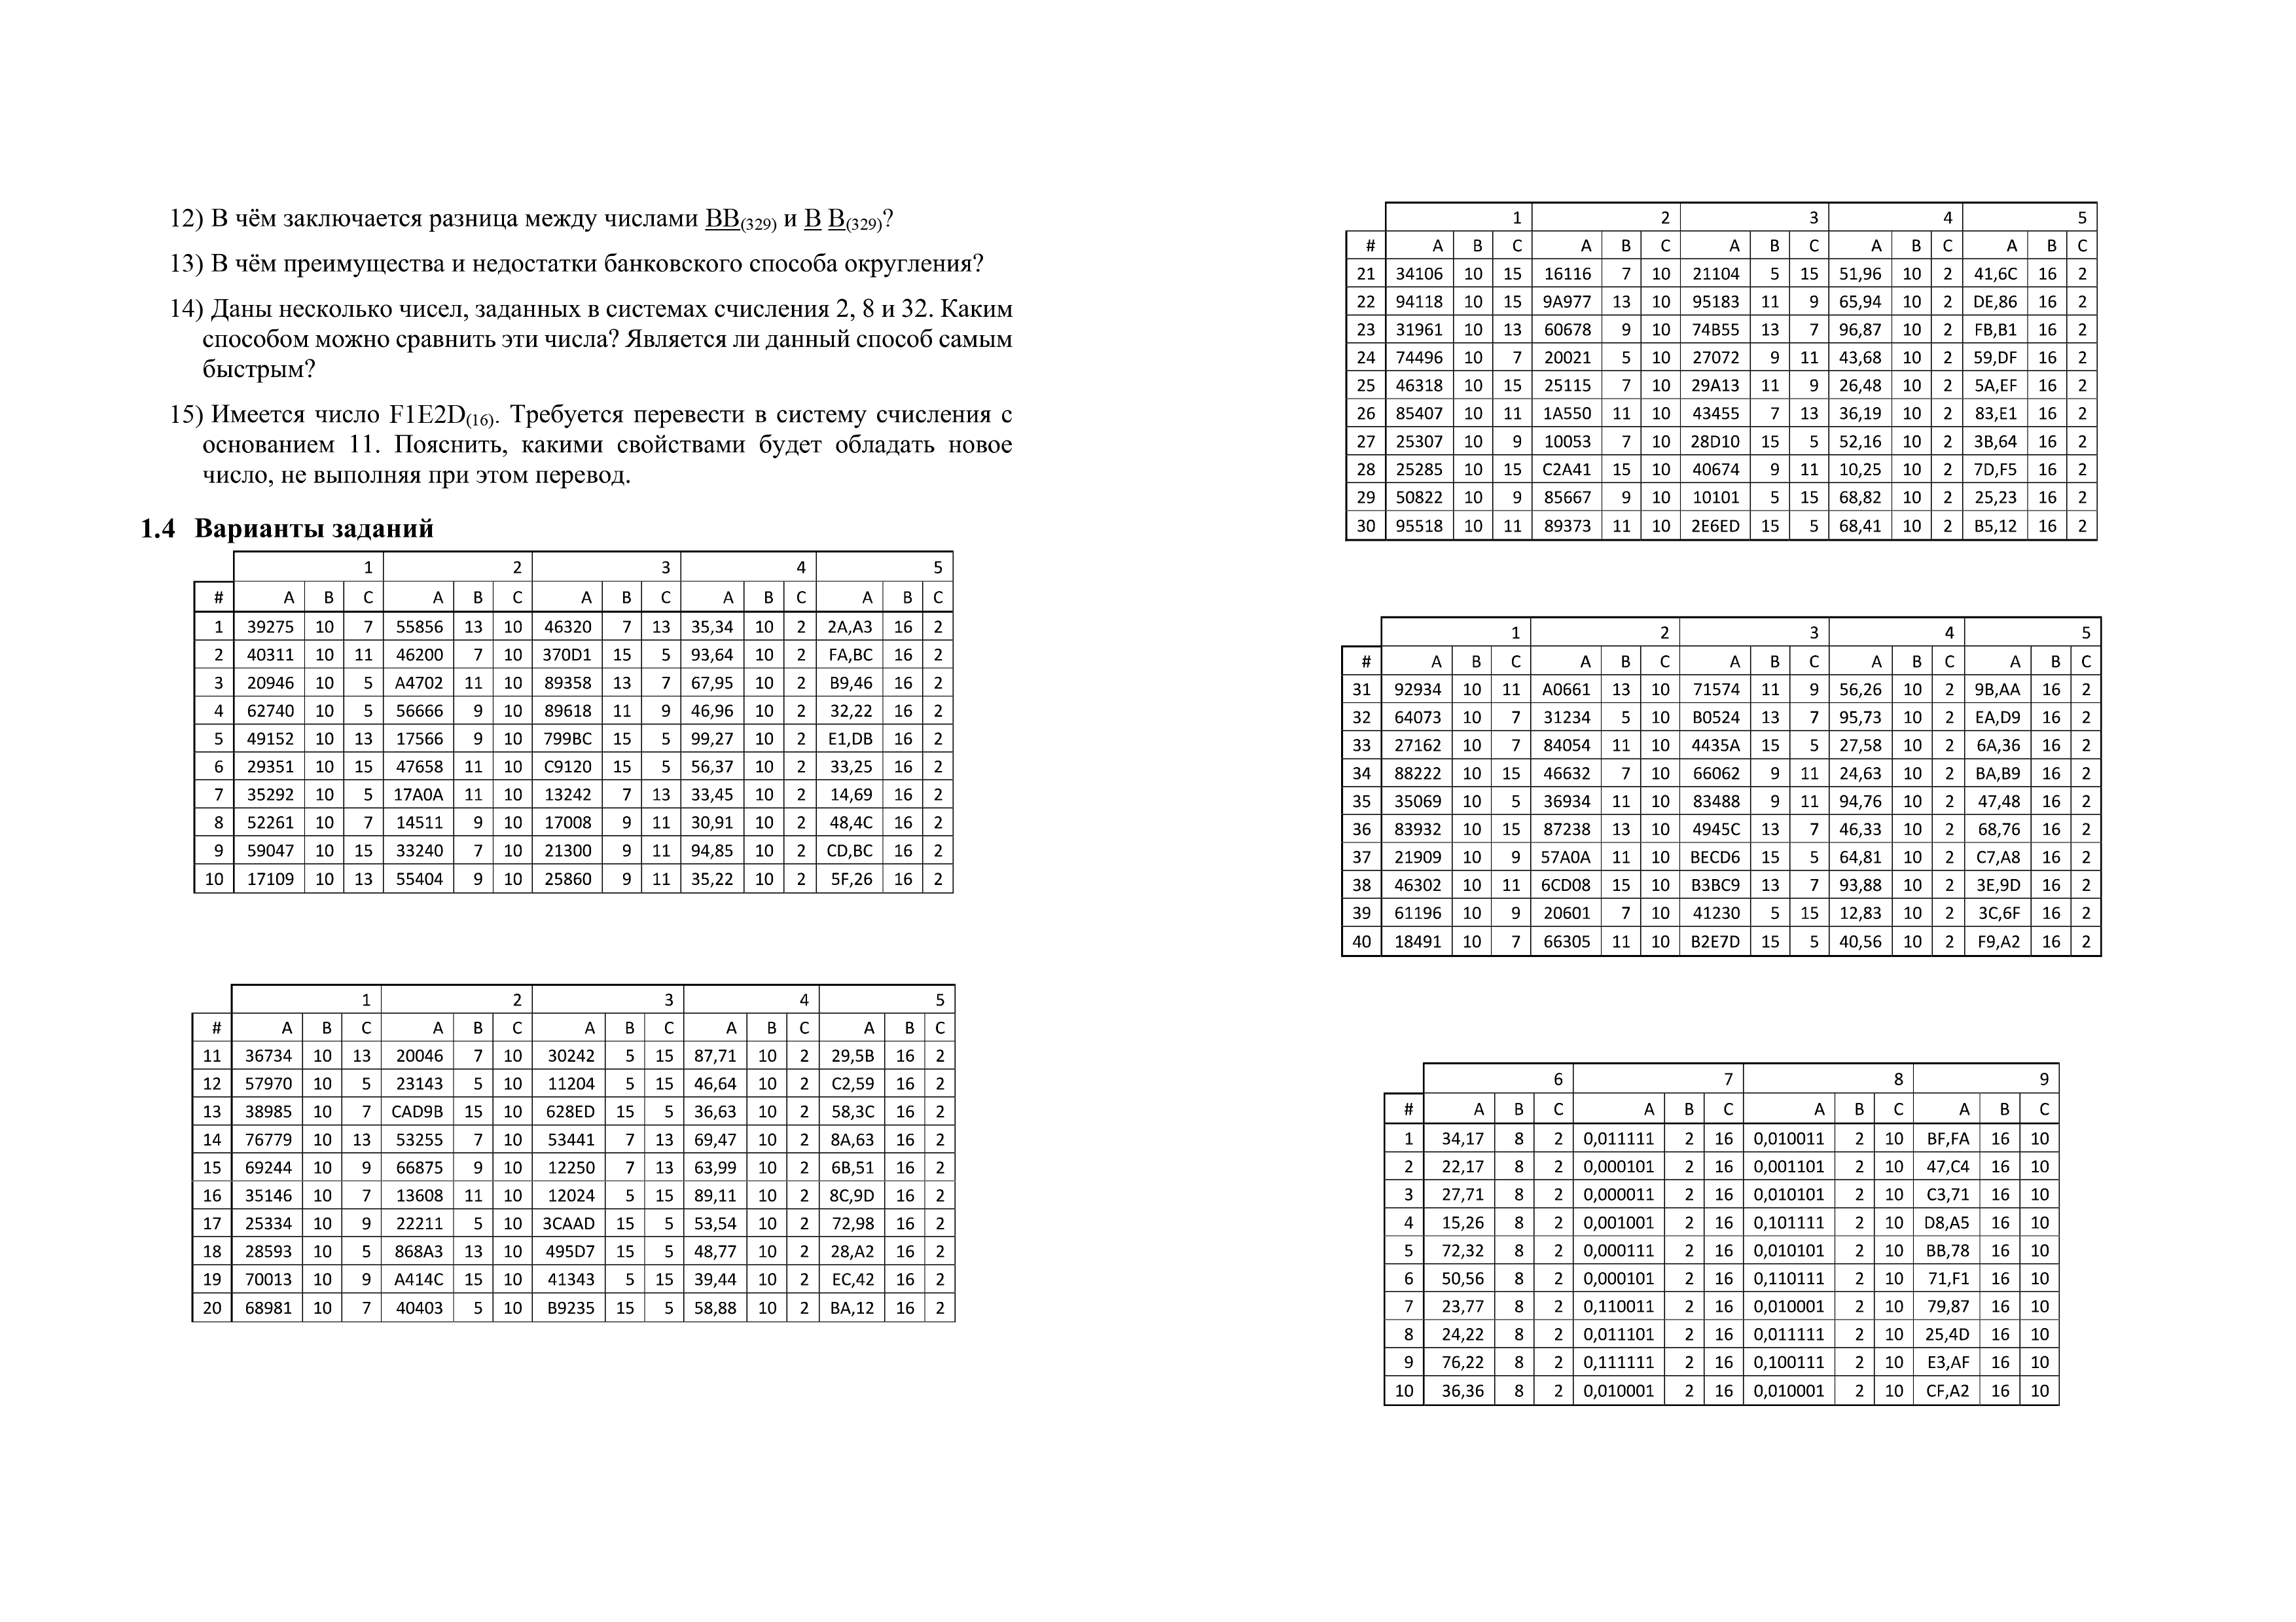 12) В чём заключается разница между числами BB(329) и B B(329)?
13) В чём преимущества и недостатки банковского способа округления?
14) Даны несколько чисел, заданных в системах счисления 2, 8 и 32. Каким
способом можно сравнить эти числа? Является ли данный способ самым
быстрым?
15) Имеется число F1E2D(16). Требуется перевести в систему счисления с
основанием 11. Пояснить, какими свойствами будет обладать новое
число, не выполняя при этом перевод.
1.4 Варианты заданий
1 2 3 4 5
# A B C A B C A B C A B C A B C
1 39275 10 7 55856 13 10 46320 7 13 35,34 10 2 2A,A3 16 2
2 40311 10 11 46200 7 10 370D1 15 5 93,64 10 2 FA,BC 16 2
3 20946 10 5 A4702 11 10 89358 13 7 67,95 10 2 B9,46 16 2
4 62740 10 5 56666 9 10 89618 11 9 46,96 10 2 32,22 16 2
5 49152 10 13 17566 9 10 799BC 15 5 99,27 10 2 E1,DB 16 2
6 29351 10 15 47658 11 10 C9120 15 5 56,37 10 2 33,25 16 2
7 35292 10 5 17A0A 11 10 13242 7 13 33,45 10 2 14,69 16 2
8 52261 10 7 14511 9 10 17008 9 11 30,91 10 2 48,4C 16 2
9 59047 10 15 33240 7 10 21300 9 11 94,85 10 2 CD,BC 16 2
10 17109 10 13 55404 9 10 25860 9 11 35,22 10 2 5F,26 16 2
1 2 3 4 5
# A B C A B C A B C A B C A B C
11 36734 10 13 20046 7 10 30242 5 15 87,71 10 2 29,5B 16 2
12 57970 10 5 23143 5 10 11204 5 15 46,64 10 2 C2,59 16 2
13 38985 10 7 CAD9B 15 10 628ED 15 5 36,63 10 2 58,3C 16 2
14 76779 10 13 53255 7 10 53441 7 13 69,47 10 2 8A,63 16 2
15 69244 10 9 66875 9 10 12250 7 13 63,99 10 2 6B,51 16 2
16 35146 10 7 13608 11 10 12024 5 15 89,11 10 2 8C,9D 16 2
17 25334 10 9 22211 5 10 3CAAD 15 5 53,54 10 2 72,98 16 2
18 28593 10 5 868A3 13 10 495D7 15 5 48,77 10 2 28,A2 16 2
19 70013 10 9 A414C 15 10 41343 5 15 39,44 10 2 EC,42 16 2
20 68981 10 7 40403 5 10 B9235 15 5 58,88 10 2 BA,12 16 2
1 2 3 4 5
# A B C A B C A B C A B C A B C
21 34106 10 15 16116 7 10 21104 5 15 51,96 10 2 41,6C 16 2
22 94118 10 15 9A977 13 10 95183 11 9 65,94 10 2 DE,86 16 2
23 31961 10 13 60678 9 10 74B55 13 7 96,87 10 2 FB,B1 16 2
24 74496 10 7 20021 5 10 27072 9 11 43,68 10 2 59,DF 16 2
25 46318 10 15 25115 7 10 29A13 11 9 26,48 10 2 5A,EF 16 2
26 85407 10 11 1A550 11 10 43455 7 13 36,19 10 2 83,E1 16 2
27 25307 10 9 10053 7 10 28D10 15 5 52,16 10 2 3B,64 16 2
28 25285 10 15 C2A41 15 10 40674 9 11 10,25 10 2 7D,F5 16 2
29 50822 10 9 85667 9 10 10101 5 15 68,82 10 2 25,23 16 2
30 95518 10 11 89373 11 10 2E6ED 15 5 68,41 10 2 B5,12 16 2
1 2 3 4 5
# A B C A B C A B C A B C A B C
31 92934 10 11 A0661 13 10 71574 11 9 56,26 10 2 9B,AA 16 2
32 64073 10 7 31234 5 10 B0524 13 7 95,73 10 2 EA,D9 16 2
33 27162 10 7 84054 11 10 4435A 15 5 27,58 10 2 6A,36 16 2
34 88222 10 15 46632 7 10 66062 9 11 24,63 10 2 BA,B9 16 2
35 35069 10 5 36934 11 10 83488 9 11 94,76 10 2 47,48 16 2
36 83932 10 15 87238 13 10 4945C 13 7 46,33 10 2 68,76 16 2
37 21909 10 9 57A0A 11 10 BECD6 15 5 64,81 10 2 C7,A8 16 2
38 46302 10 11 6CD08 15 10 B3BC9 13 7 93,88 10 2 3E,9D 16 2
39 61196 10 9 20601 7 10 41230 5 15 12,83 10 2 3C,6F 16 2
40 18491 10 7 66305 11 10 B2E7D 15 5 40,56 10 2 F9,A2 16 2
6 7 8 9
# A B C A B C A B C A B C
1 34,17 8 2 0,011111 2 16 0,010011 2 10 BF,FA 16 10
2 22,17 8 2 0,000101 2 16 0,001101 2 10 47,C4 16 10
3 27,71 8 2 0,000011 2 16 0,010101 2 10 C3,71 16 10
4 15,26 8 2 0,001001 2 16 0,101111 2 10 D8,A5 16 10
5 72,32 8 2 0,000111 2 16 0,010101 2 10 BB,78 16 10
6 50,56 8 2 0,000101 2 16 0,110111 2 10 71,F1 16 10
7 23,77 8 2 0,110011 2 16 0,010001 2 10 79,87 16 10
8 24,22 8 2 0,011101 2 16 0,011111 2 10 25,4D 16 10
9 76,22 8 2 0,111111 2 16 0,100111 2 10 E3,AF 16 10
10 36,36 8 2 0,010001 2 16 0,010001 2 10 CF,A2 16 10